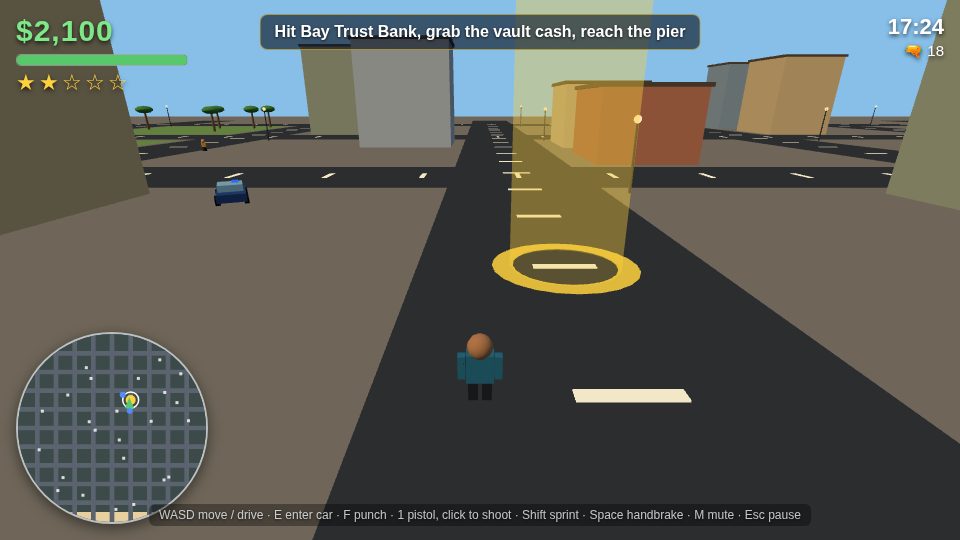 $2,100
Hit Bay Trust Bank, grab the vault cash, reach the pier
17:24
18
WASD move / drive · E enter car · F punch · 1 pistol, click to shoot · Shift sprint · Space handbrake · M mute · Esc pause